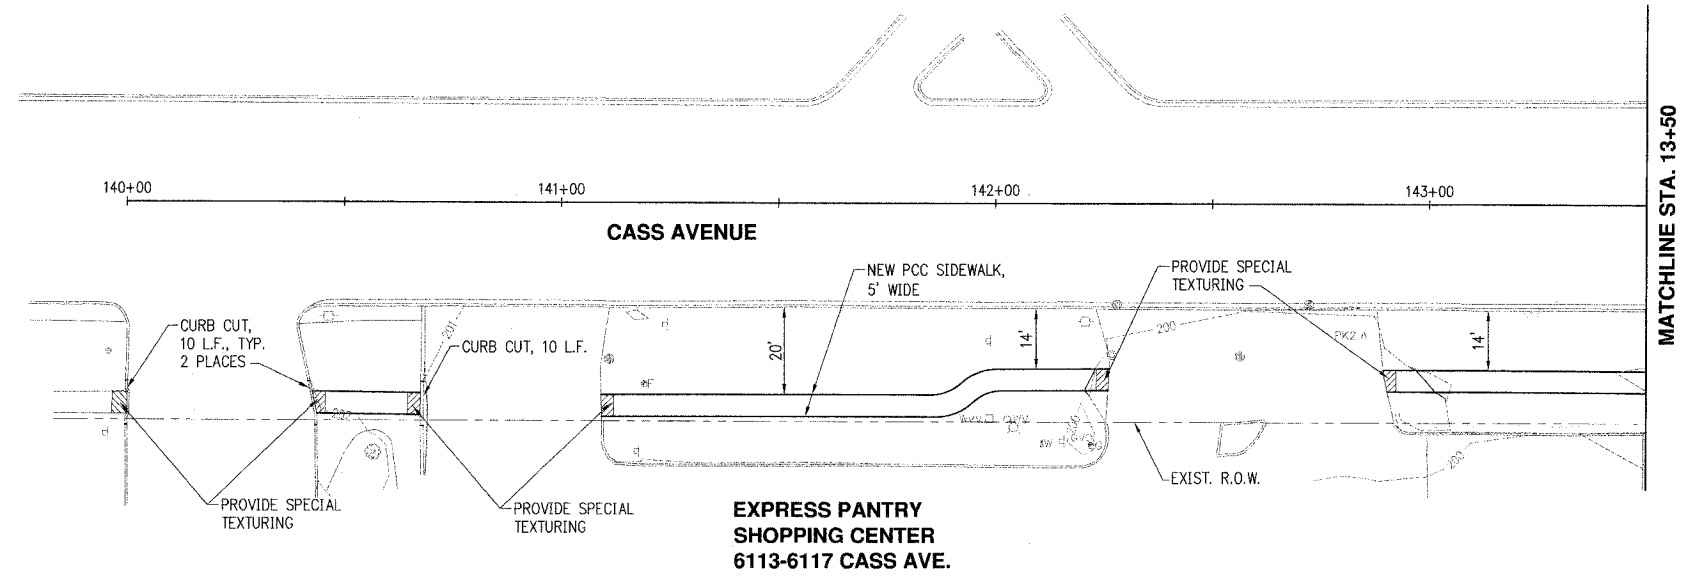 140+00
141+00
142+00
143+00
CASS AVENUE
MATCHLINE STA. 13+50
NEW PCC SIDEWALK,
5' WIDE
PROVIDE SPECIAL
TEXTURING
CURB CUT,
10 L.F., TYP.
2 PLACES
201
CURB CUT, 10 L.F.
20'
14'
200
PK2
14'
202
200
EXIST. R.O.W.
PROVIDE SPECIAL
TEXTURING
PROVIDE SPECIAL
TEXTURING
EXPRESS PANTRY
SHOPPING CENTER
6113-6117 CASS AVE.